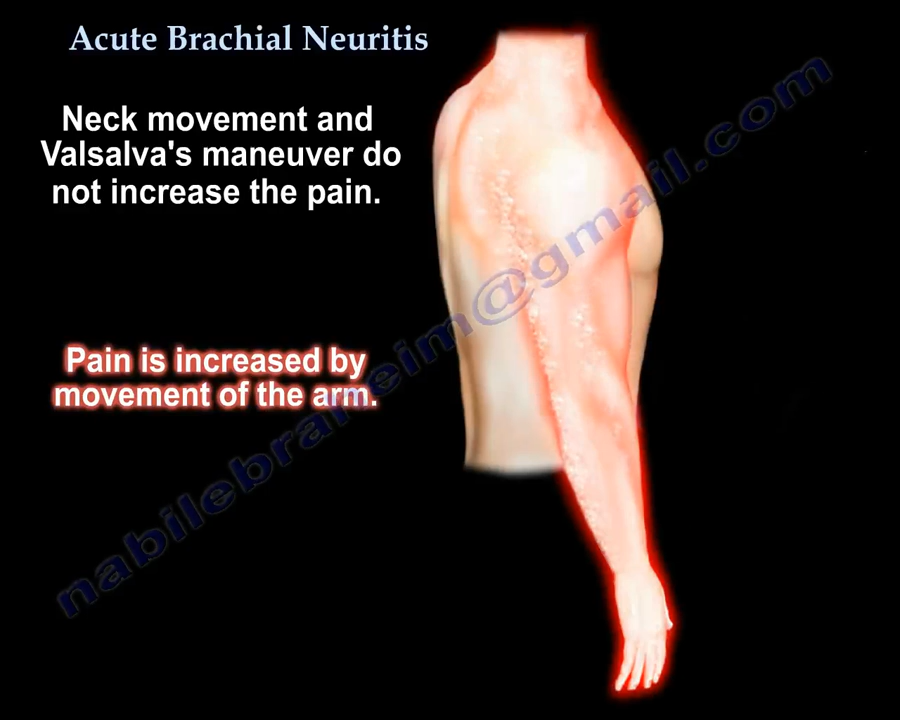 Acute Brachial Neuritis
Neck movement and
Valsalva's maneuver do
not increase the pain.
Pain is increased by
movement of the arm.
nabilebraheim@gmail.com